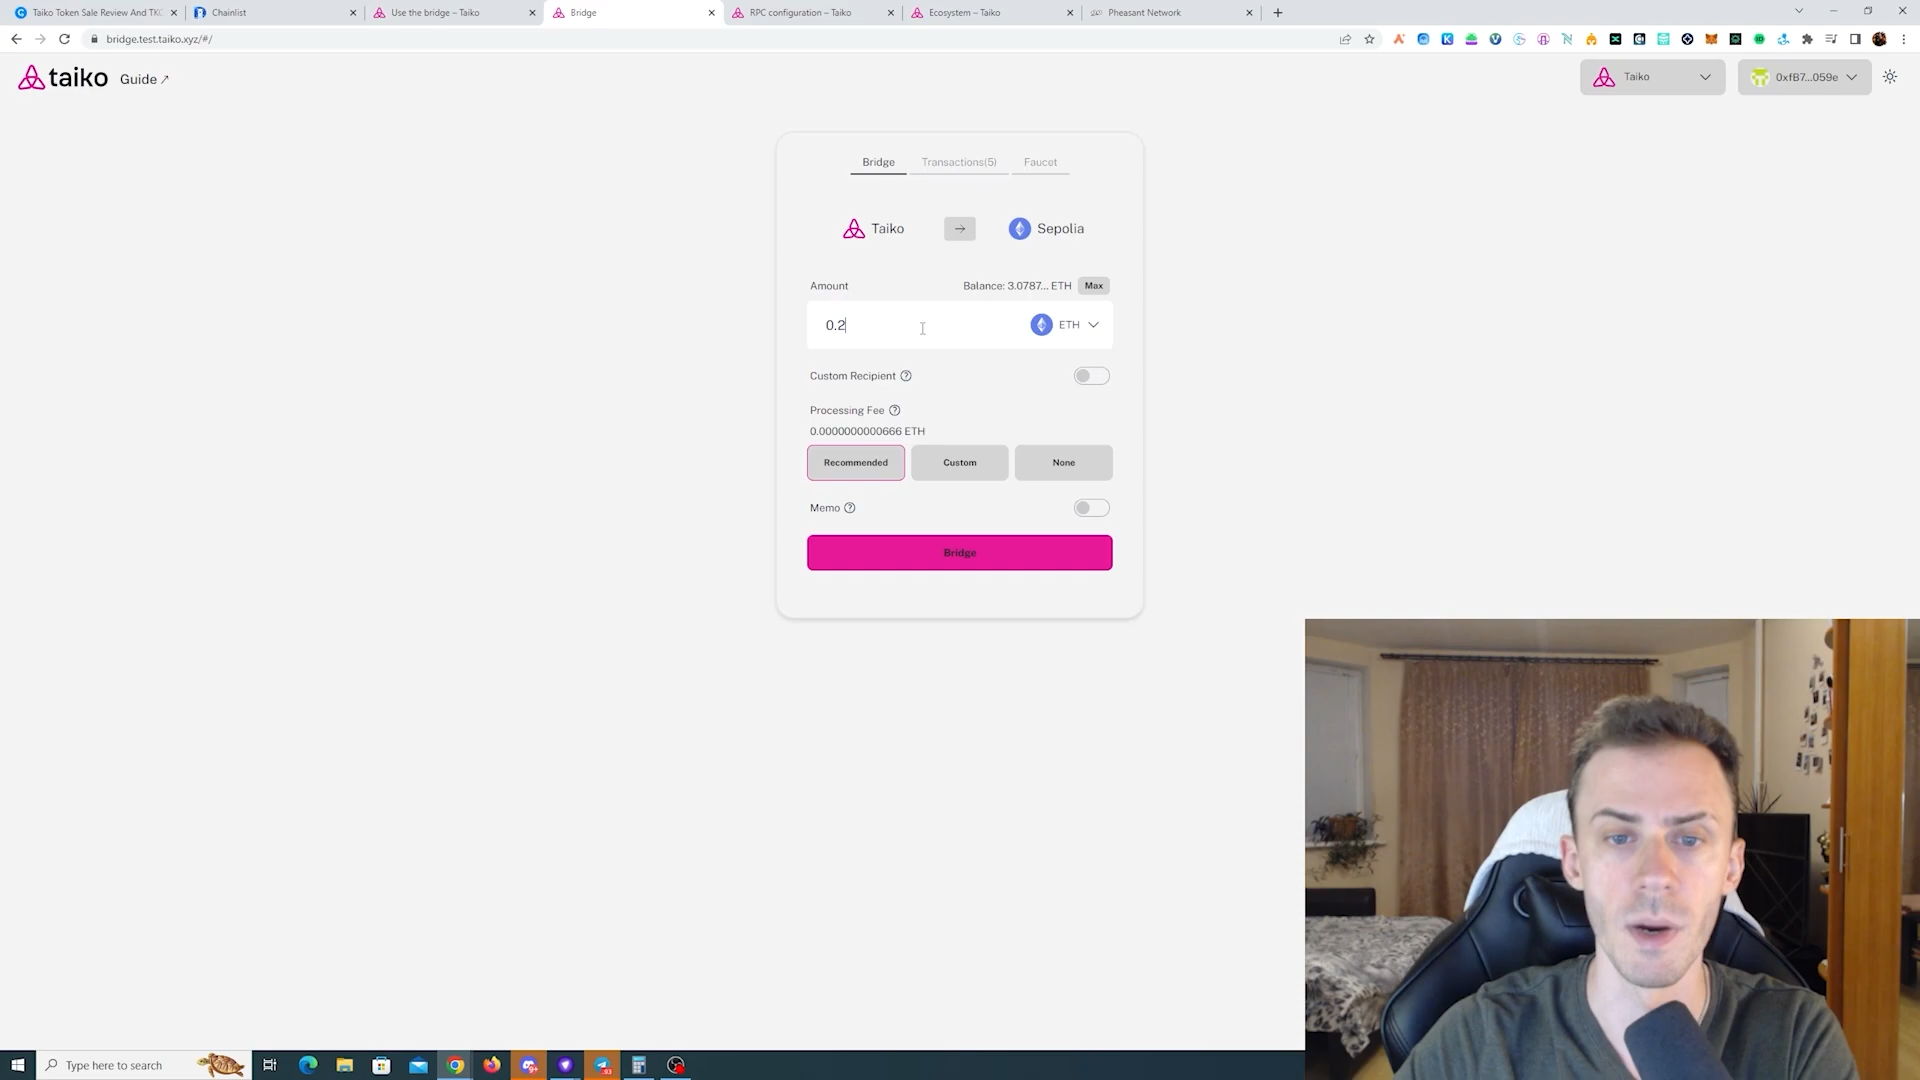 Taiko Token Sale Review And TKO
Chainlist
Use the bridge – Taiko
Bridge
RPC configuration – Taiko
Ecosystem – Taiko
Pheasant Network
bridge.test.taiko.xyz/#/
taiko
Guide ↗
Taiko
0xfB7...059e
Bridge
Transactions(5)
Faucet
Taiko
→
Sepolia
Amount
Balance: 3.0787... ETH
Max
0.2
ETH
Custom Recipient
Processing Fee
0.0000000000666 ETH
Recommended
Custom
None
Memo
Bridge
Type here to search